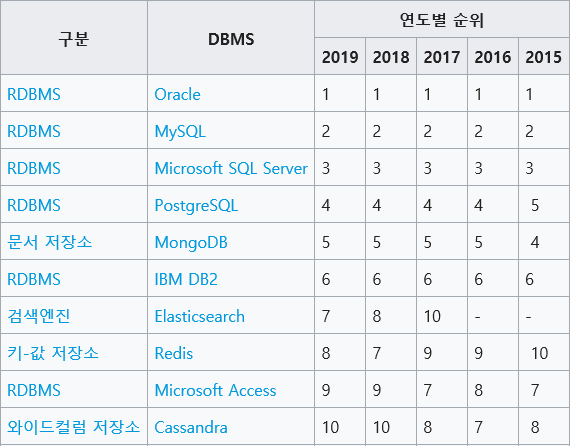 구분 DBMS 연도별 순위
2019 2018 2017 2016 2015
RDBMS Oracle 1 1 1 1 1
RDBMS MySQL 2 2 2 2 2
RDBMS Microsoft SQL Server 3 3 3 3 3
RDBMS PostgreSQL 4 4 4 4 5
문서 저장소 MongoDB 5 5 5 5 4
RDBMS IBM DB2 6 6 6 6 6
검색엔진 Elasticsearch 7 8 10 - -
키-값 저장소 Redis 8 7 9 9 10
RDBMS Microsoft Access 9 9 7 8 7
와이드컬럼 저장소 Cassandra 10 10 8 7 8